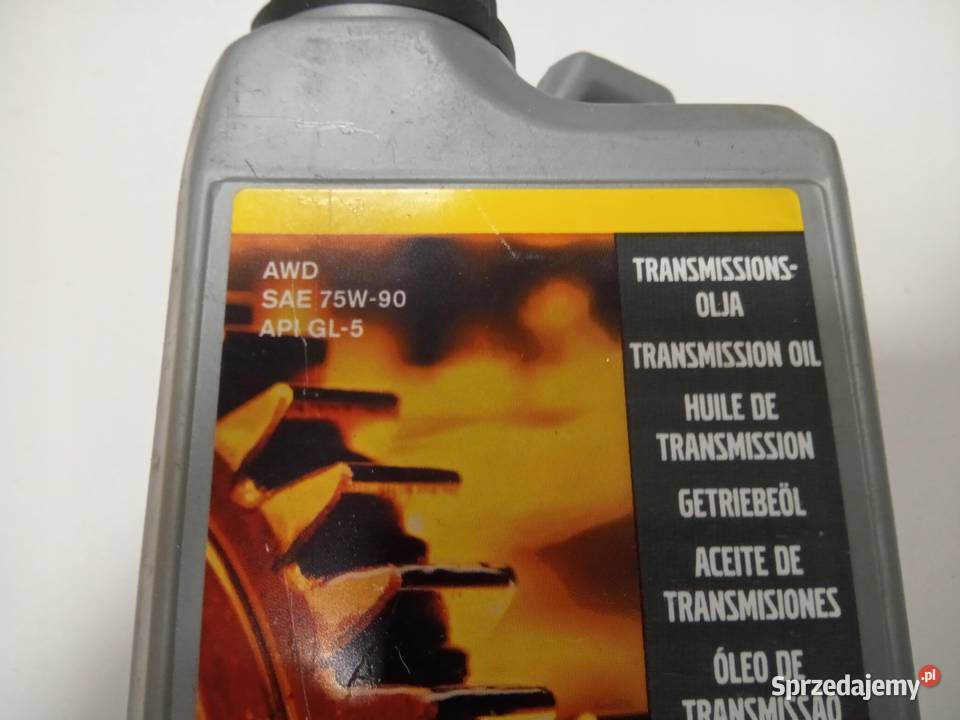 AWD
SAE 75W-90
API GL-5
TRANSMISSIONS-
OLJA
TRANSMISSION OIL
HUILE DE
TRANSMISSION
GETRIEBEÖL
ACEITE DE
TRANSMISIONES
ÓLEO DE
TRANSMISSÃO
Sprzedajemy.pl